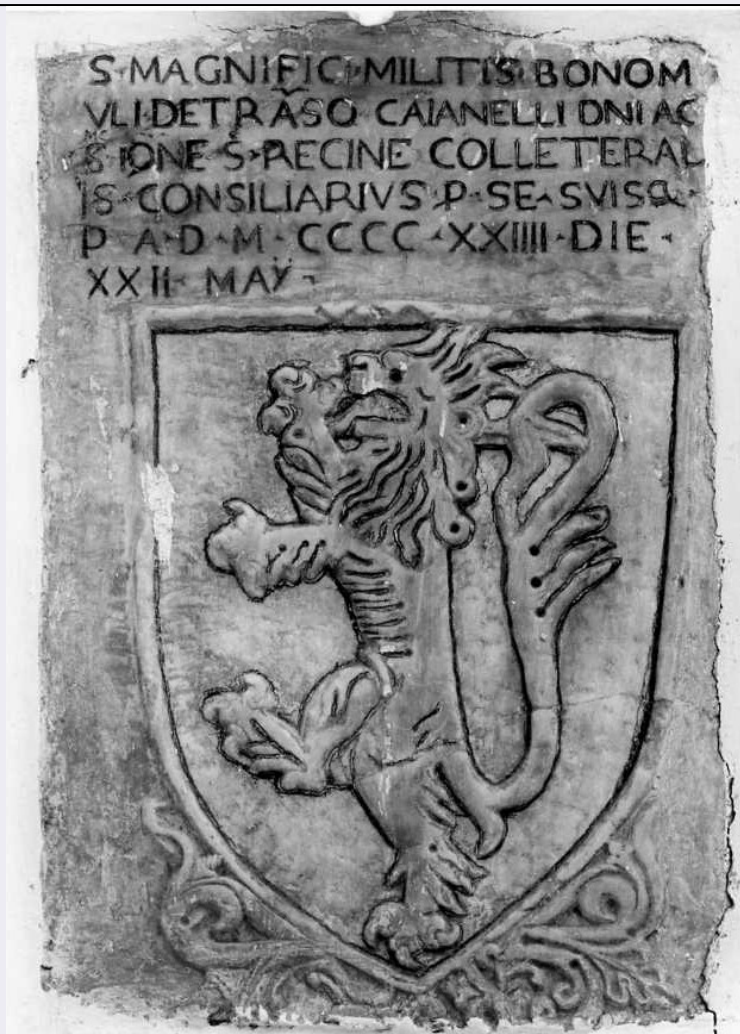 S·MAGNIFICI·MILITIS·BONOM
VLI·DETRASO CAIANELLI DNI AC
S·IONE S·RECINE COLLETERAL
IS·CONSILIARIVS·P·SE·SVISQ·
P A·D·M·CCCC·XXIIII·DIE·
XXII·MAY·